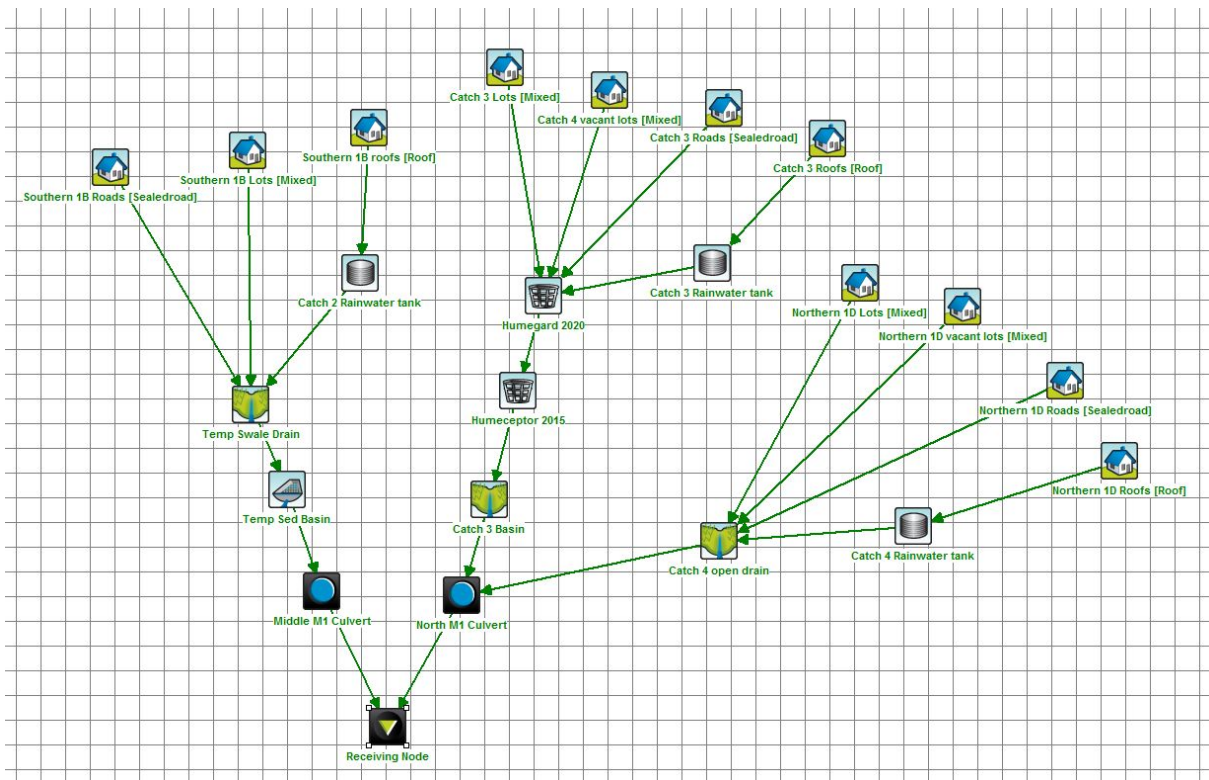 Catch 3 Lots [Mixed]
Catch 4 vacant lots [Mixed]
Catch 3 Roads [Sealedroad]
Southern 1B roofs [Roof]
Catch 3 Roofs [Roof]
Southern 1B Lots [Mixed]
Southern 1B Roads [Sealedroad]
Catch 2 Rainwater tank
Catch 3 Rainwater tank
Northern 1D Lots [Mixed]
Humegard 2020
Northern 1D vacant lots [Mixed]
Northern 1D Roads [Sealedroad]
Humeceptor 2015
Temp Swale Drain
Northern 1D Roofs [Roof]
Temp Sed Basin
Catch 3 Basin
Catch 4 Rainwater tank
Catch 4 open drain
Middle M1 Culvert
North M1 Culvert
Receiving Node